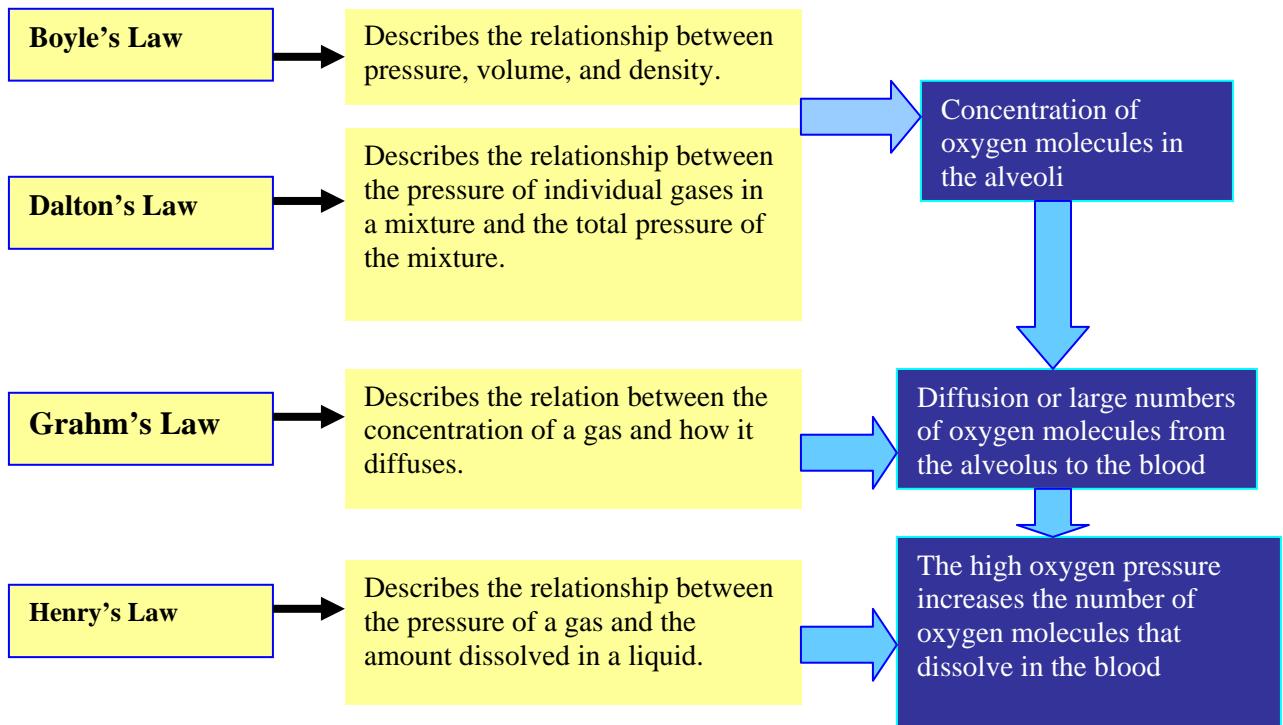 Boyle’s Law
Describes the relationship between
pressure, volume, and density.
Concentration of
oxygen molecules in
the alveoli
Dalton’s Law
Describes the relationship between
the pressure of individual gases in
a mixture and the total pressure of
the mixture.
Grahm’s Law
Describes the relation between the
concentration of a gas and how it
diffuses.
Diffusion or large numbers
of oxygen molecules from
the alveolus to the blood
Henry’s Law
Describes the relationship between
the pressure of a gas and the
amount dissolved in a liquid.
The high oxygen pressure
increases the number of
oxygen molecules that
dissolve in the blood